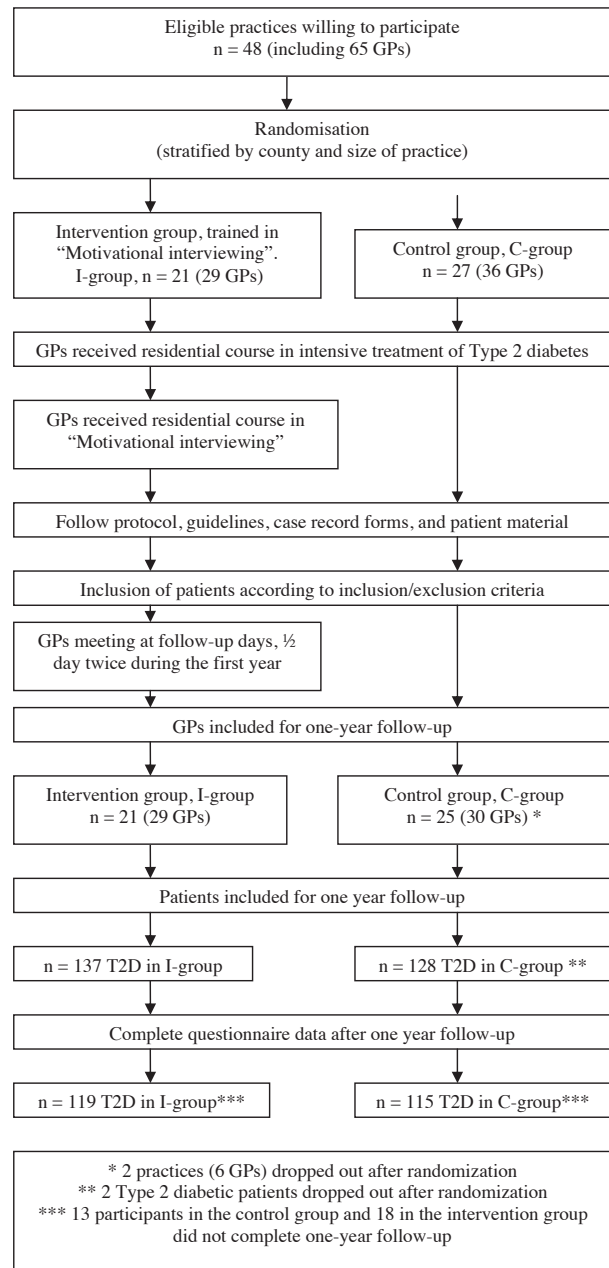 Eligible practices willing to participate
n = 48 (including 65 GPs)
Randomisation
(stratified by county and size of practice)
Intervention group, trained in
“Motivational interviewing”.
I-group, n = 21 (29 GPs)
Control group, C-group
n = 27 (36 GPs)
GPs received residential course in intensive treatment of Type 2 diabetes
GPs received residential course in
“Motivational interviewing”
Follow protocol, guidelines, case record forms, and patient material
Inclusion of patients according to inclusion/exclusion criteria
GPs meeting at follow-up days, ½
day twice during the first year
GPs included for one-year follow-up
Intervention group, I-group
n = 21 (29 GPs)
Control group, C-group
n = 25 (30 GPs) *
Patients included for one year follow-up
n = 137 T2D in I-group
n = 128 T2D in C-group **
Complete questionnaire data after one year follow-up
n = 119 T2D in I-group***
n = 115 T2D in C-group***
* 2 practices (6 GPs) dropped out after randomization
** 2 Type 2 diabetic patients dropped out after randomization
*** 13 participants in the control group and 18 in the intervention group
did not complete one-year follow-up